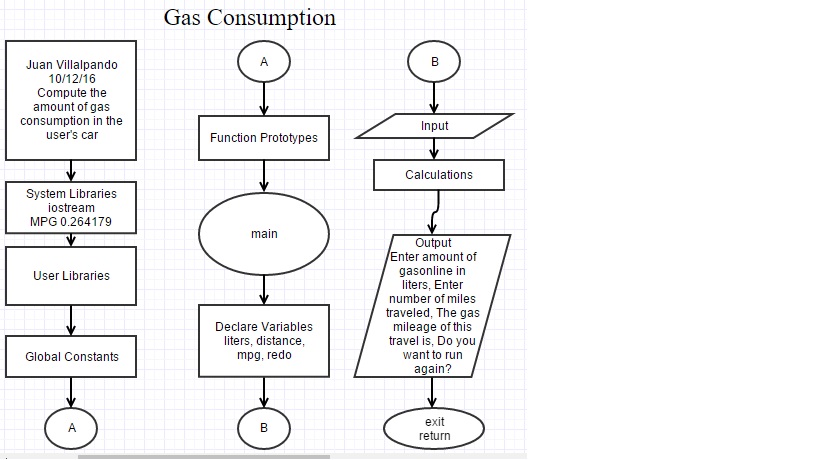 Gas Consumption
Juan Villalpando
10/12/16
Compute the
amount of gas
consumption in the
user's car
System Libraries
iostream
MPG 0.264179
User Libraries
Global Constants
A
A
Function Prototypes
main
Declare Variables
liters, distance,
mpg, redo
B
B
Input
Calculations
Output
Enter amount of
gasonline in
liters, Enter
number of miles
traveled, The gas
mileage of this
travel is, Do you
want to run
again?
exit
return